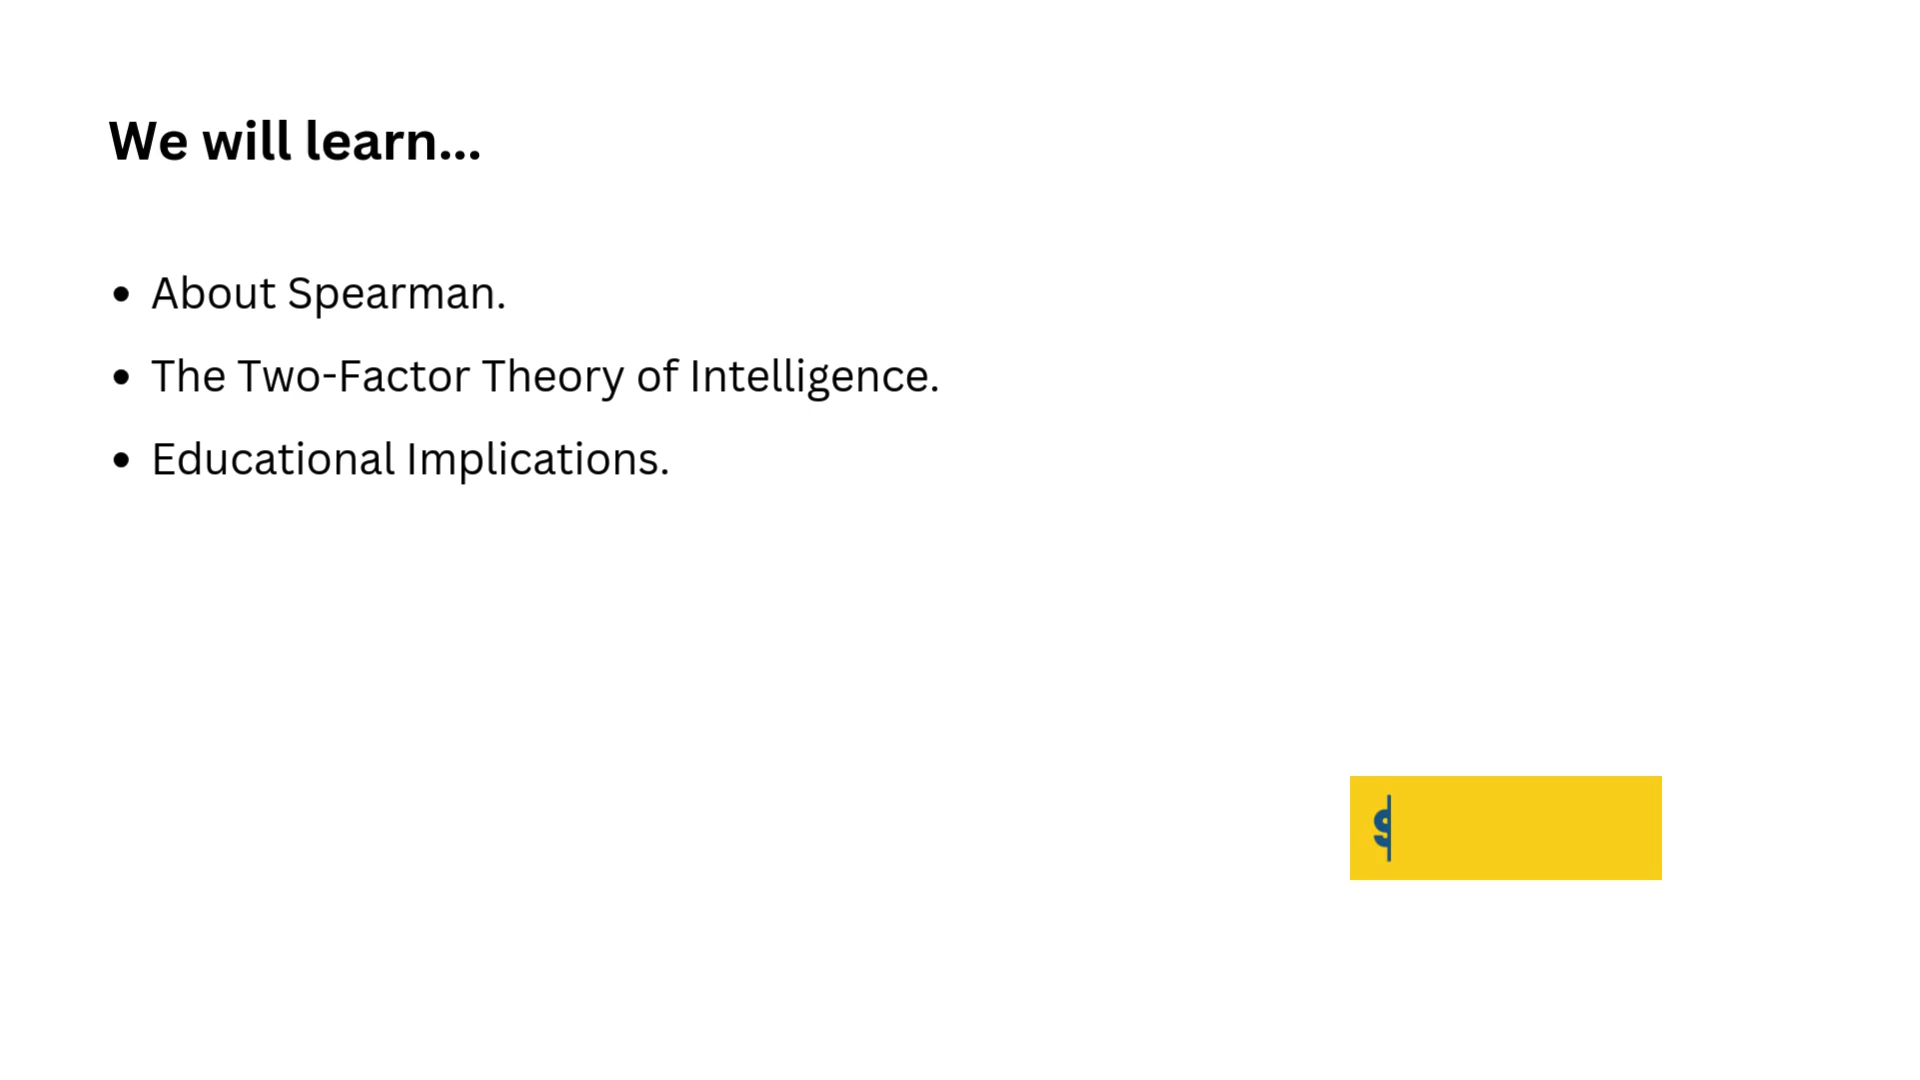 We will learn...
• About Spearman.
• The Two-Factor Theory of Intelligence.
• Educational Implications.